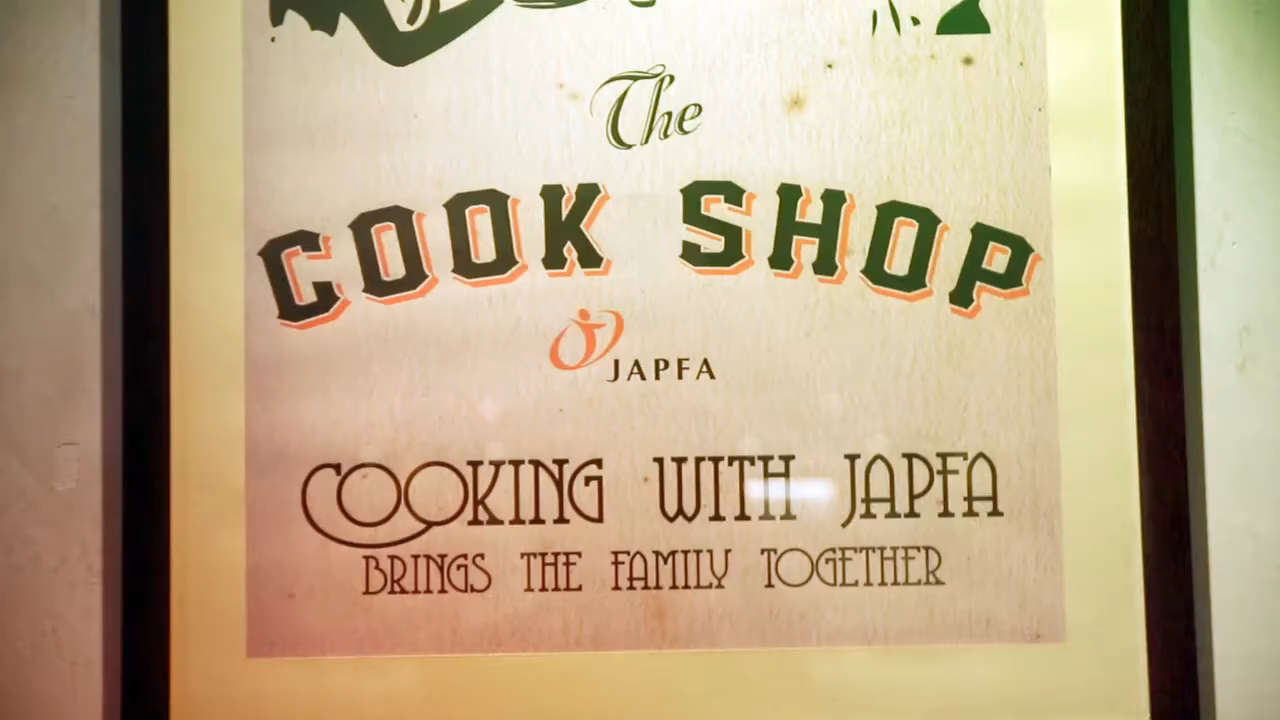 The
COOK SHOP
JAPFA
COOKING WITH JAPFA
BRINGS THE FAMILY TOGETHER